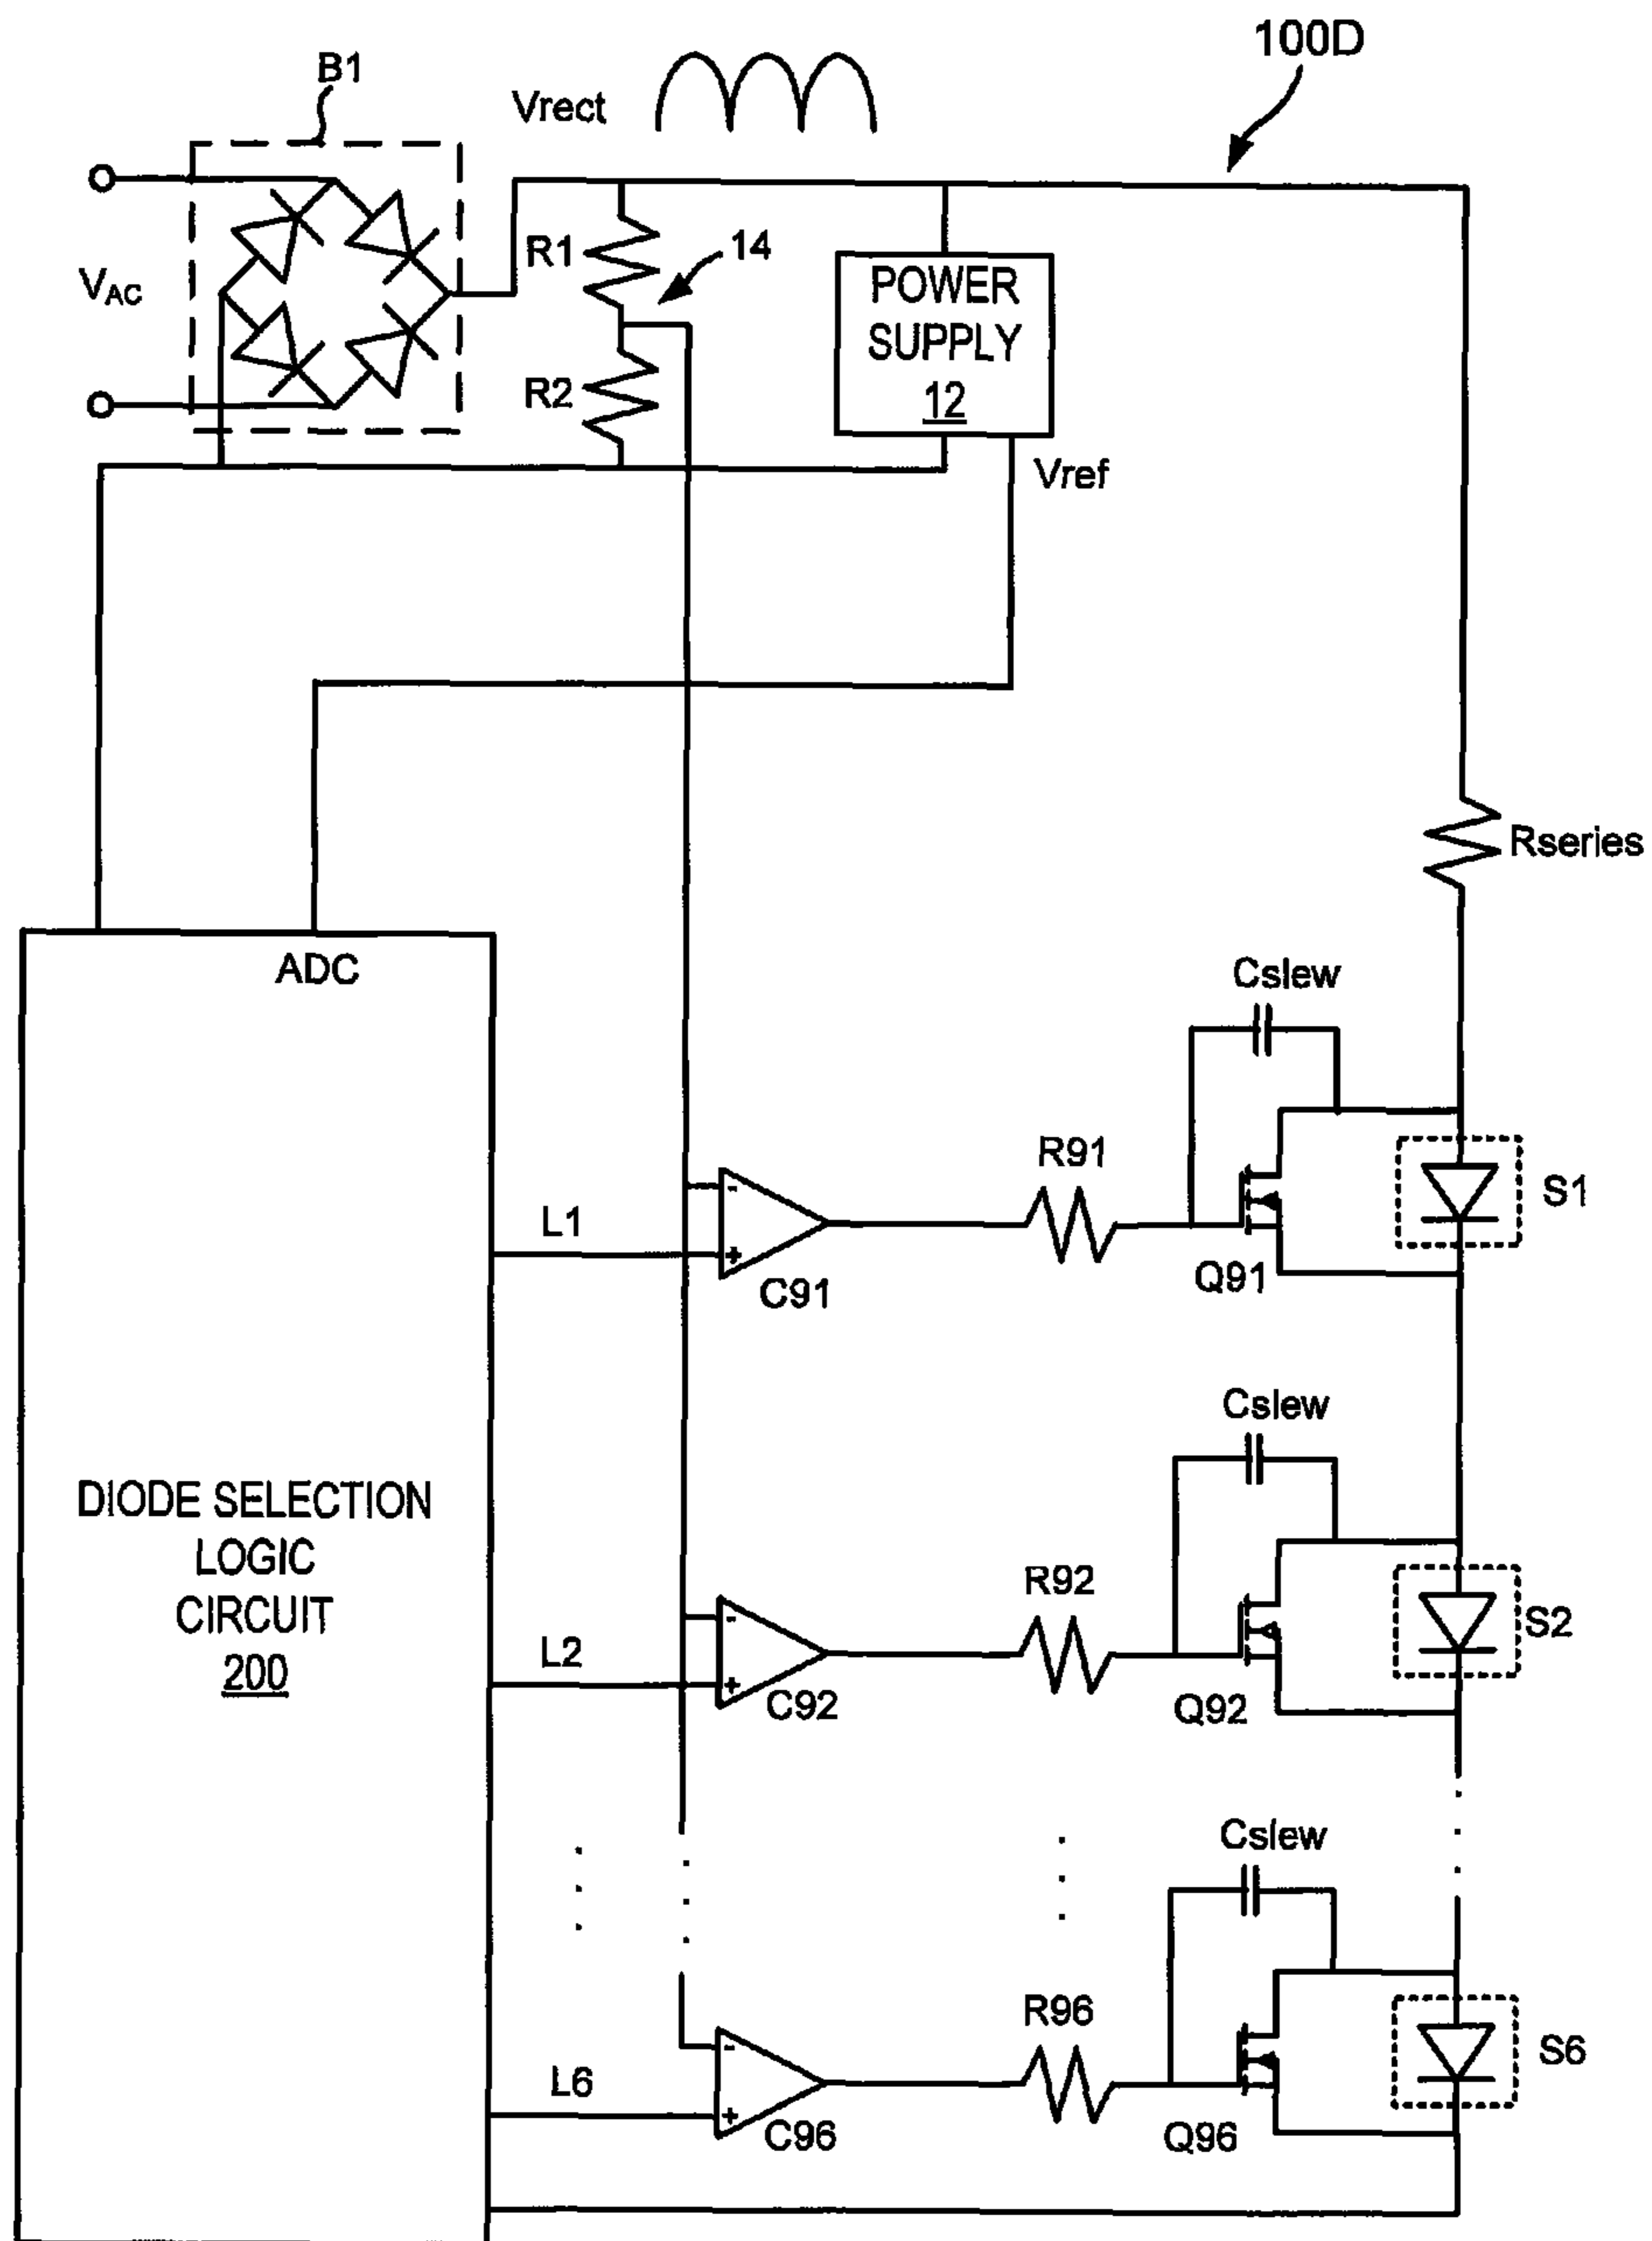 100D
B1
Vrect
R1
14
VAC
POWER
SUPPLY
12
R2
Vref
Rseries
ADC
Cslew
R91
L1
-
+
C91
Q91
S1
Cslew
DIODE SELECTION
LOGIC
CIRCUIT
200
R92
L2
-
+
C92
Q92
S2
Cslew
R96
L6
-
+
C96
Q96
S6